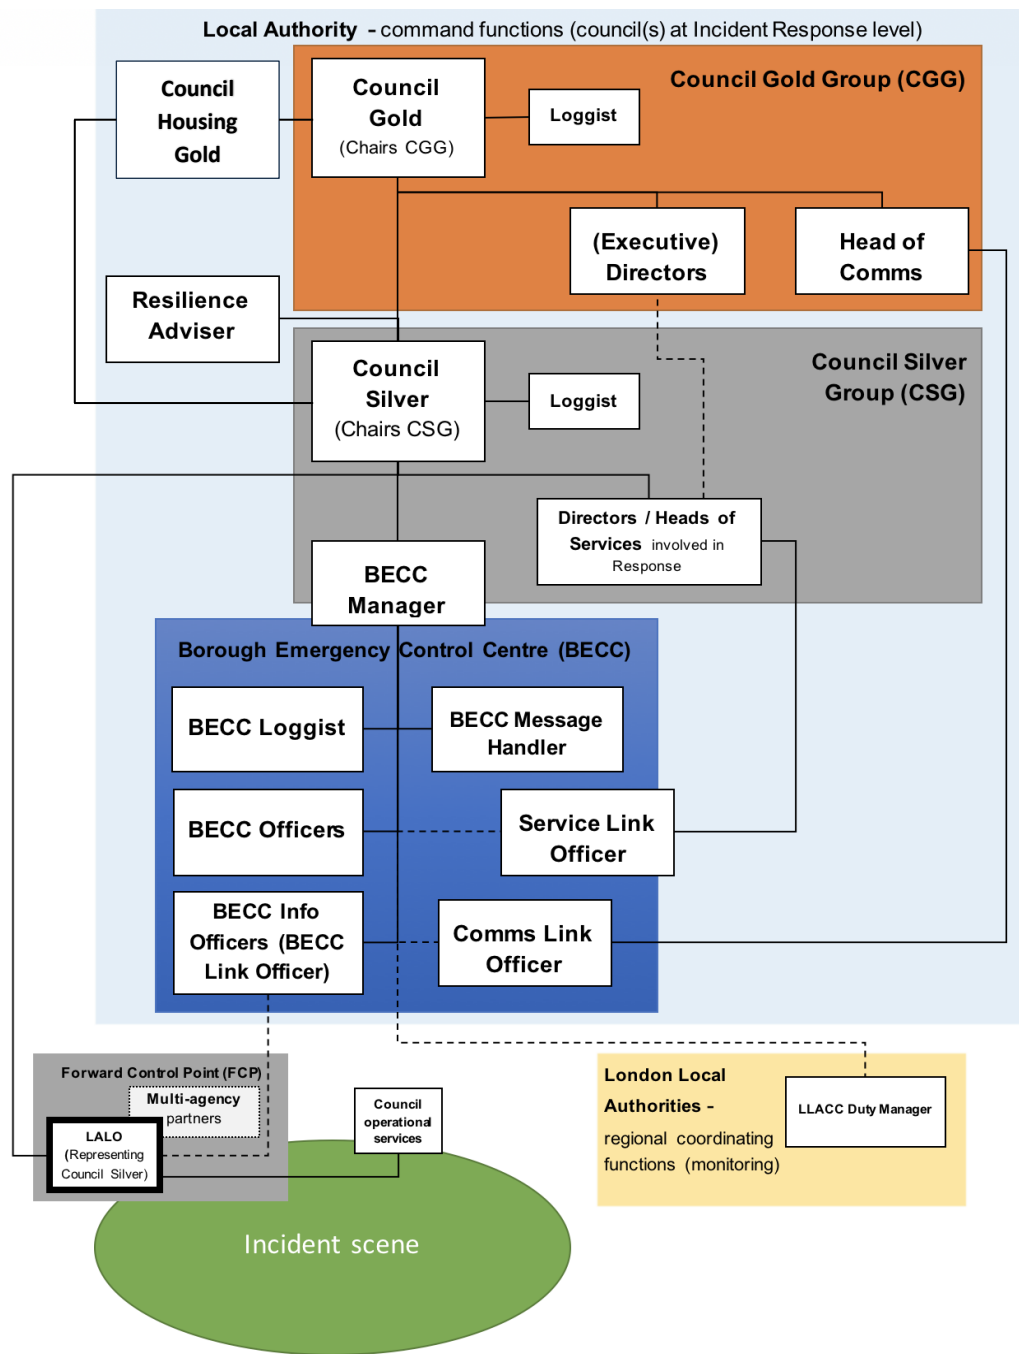 Local Authority - command functions (council(s) at Incident Response level)
Council
Housing
Gold
Council
Gold
(Chairs CGG)
Loggist
Council Gold Group (CGG)
(Executive)
Directors
Head of
Comms
Resilience
Adviser
Council
Silver
(Chairs CSG)
Loggist
Council Silver
Group (CSG)
Directors / Heads of
Services involved in
Response
BECC
Manager
Borough Emergency Control Centre (BECC)
BECC Loggist
BECC Message
Handler
BECC Officers
Service Link
Officer
BECC Info
Officers (BECC
Link Officer)
Comms Link
Officer
Forward Control Point (FCP)
Multi-agency
partners
LALO
(Representing
Council Silver)
Council
operational
services
London Local
Authorities -
regional coordinating
functions (monitoring)
LLACC Duty Manager
Incident scene